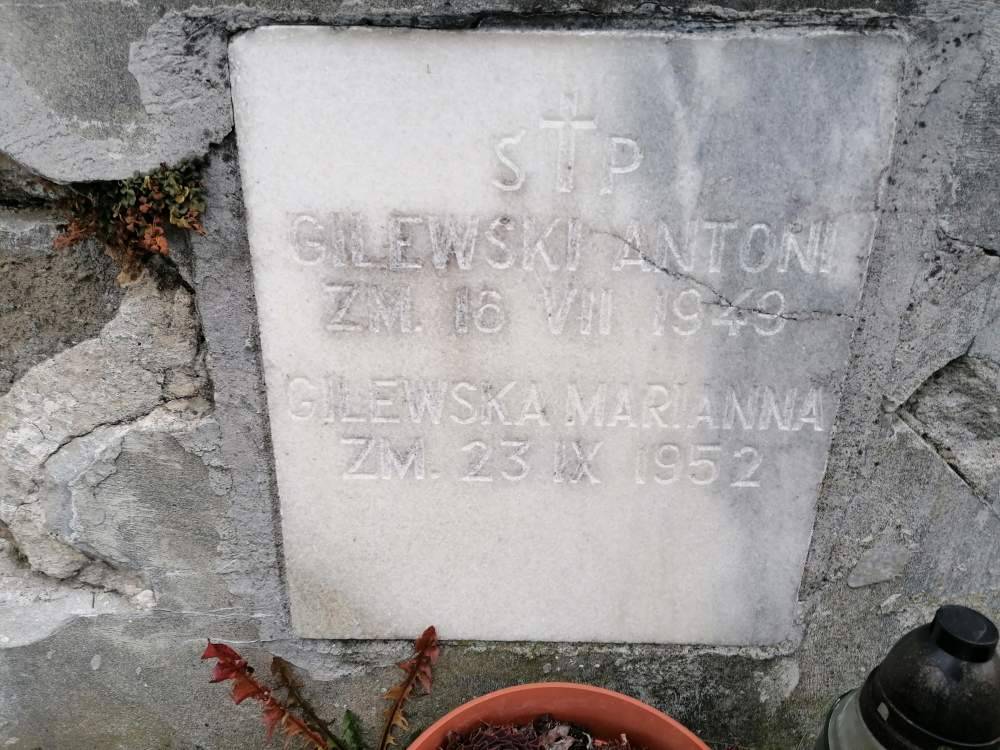 Ś P
GILEWSKI ANTONI
ZM. 16 VII 1949
GILEWSKA MARIANNA
ZM. 23 IX 1952